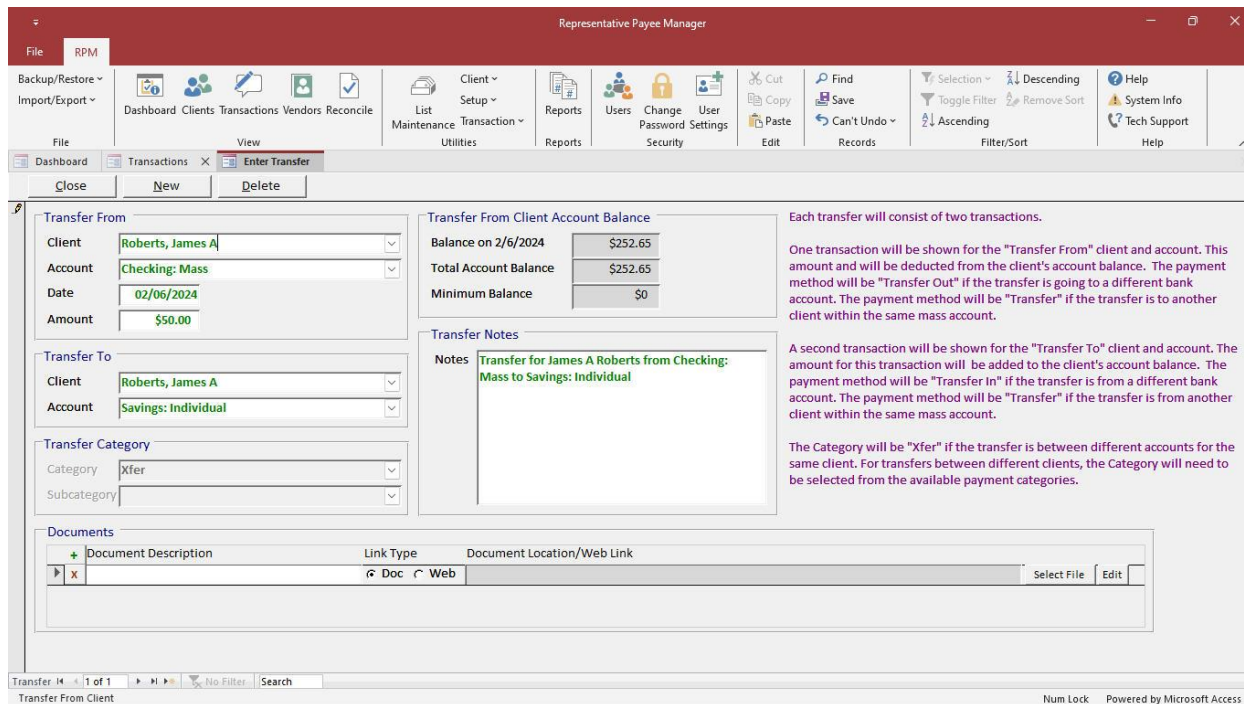 Representative Payee Manager
File RPM
Backup/Restore
Import/Export
File
Dashboard Clients Transactions Vendors Reconcile
View
List Maintenance
Client
Setup
Transaction
Utilities
Reports
Reports
Users Change Password User Settings
Security
Cut
Copy
Paste
Edit
Find
Save
Can't Undo
Records
Selection Descending
Toggle Filter Remove Sort
Ascending
Filter/Sort
Help
System Info
Tech Support
Help
Dashboard Transactions X Enter Transfer
Close New Delete
Transfer From
Client Roberts, James A
Account Checking: Mass
Date 02/06/2024
Amount $50.00
Transfer To
Client Roberts, James A
Account Savings: Individual
Transfer Category
Category Xfer
Subcategory
Transfer From Client Account Balance
Balance on 2/6/2024 $252.65
Total Account Balance $252.65
Minimum Balance $0
Transfer Notes
Notes Transfer for James A Roberts from Checking:
Mass to Savings: Individual
Each transfer will consist of two transactions.
One transaction will be shown for the "Transfer From" client and account. This
amount and will be deducted from the client's account balance. The payment
method will be "Transfer Out" if the transfer is going to a different bank
account. The payment method will be "Transfer" if the transfer is to another
client within the same mass account.
A second transaction will be shown for the "Transfer To" client and account. The
amount for this transaction will be added to the client's account balance. The
payment method will be "Transfer In" if the transfer is from a different bank
account. The payment method will be "Transfer" if the transfer is from another
client within the same mass account.
The Category will be "Xfer" if the transfer is between different accounts for the
same client. For transfers between different clients, the Category will need to
be selected from the available payment categories.
Documents
+ Document Description Link Type Document Location/Web Link
X Doc Web Select File Edit
Transfer 1 of 1 No Filter Search
Transfer From Client Num Lock Powered by Microsoft Access